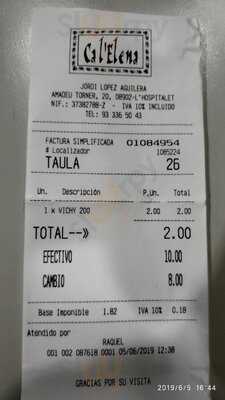 Cal'Elena
JORDI LOPEZ AGUILERA
AMADEU TORNER, 20, 08902-L'HOSPITALET
NIF.: 37382788-Z - IVA 10% INCLUIDO
TEL: 93 336 50 43
FACTURA SIMPLIFICADA 01084954
# Localizador 1085224
TAULA 26
Un. Descripción P.Un. Total
1 x VICHY 200 2.00 2.00
TOTAL--» 2.00
EFECTIVO 10.00
CAMBIO 8.00
Base Imponible 1.82 IVA 10% 0.18
Atendido por
RAQUEL
001 002 087618 0001 05/06/2019 12:38
GRACIAS POR SU VISITA
2019/6/5 16:44